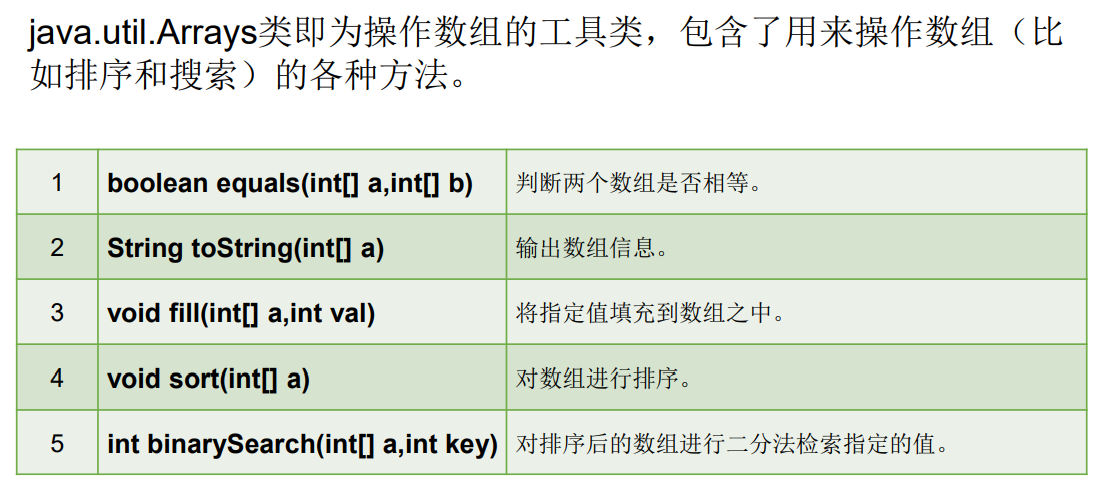 java.util.Arrays类即为操作数组的工具类，包含了用来操作数组（比
如排序和搜索）的各种方法。
1 boolean equals(int[] a,int[] b) 判断两个数组是否相等。
2 String toString(int[] a) 输出数组信息。
3 void fill(int[] a,int val) 将指定值填充到数组之中。
4 void sort(int[] a) 对数组进行排序。
5 int binarySearch(int[] a,int key) 对排序后的数组进行二分法检索指定的值。